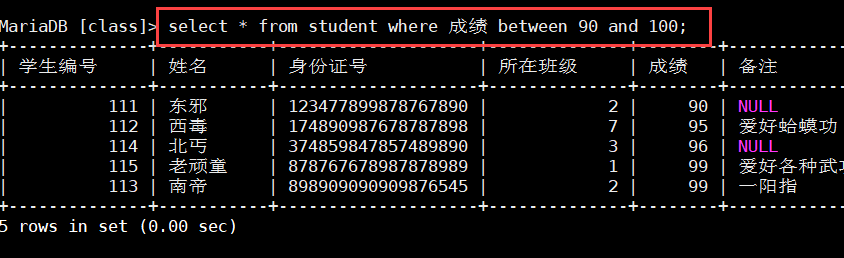 MariaDB [class]> select * from student where 成绩 between 90 and 100;
| 学生编号 | 姓名 | 身份证号 | 所在班级 | 成绩 | 备注
| 111 | 东邪 | 123477899878767890 | 2 | 90 | NULL
| 112 | 西毒 | 174890987678787898 | 7 | 95 | 爱好蛤蟆功
| 114 | 北丐 | 374859847857489890 | 3 | 96 | NULL
| 115 | 老顽童 | 878767678987878989 | 1 | 99 | 爱好各种武
| 113 | 南帝 | 898909090909876545 | 2 | 99 | 一阳指
5 rows in set (0.00 sec)